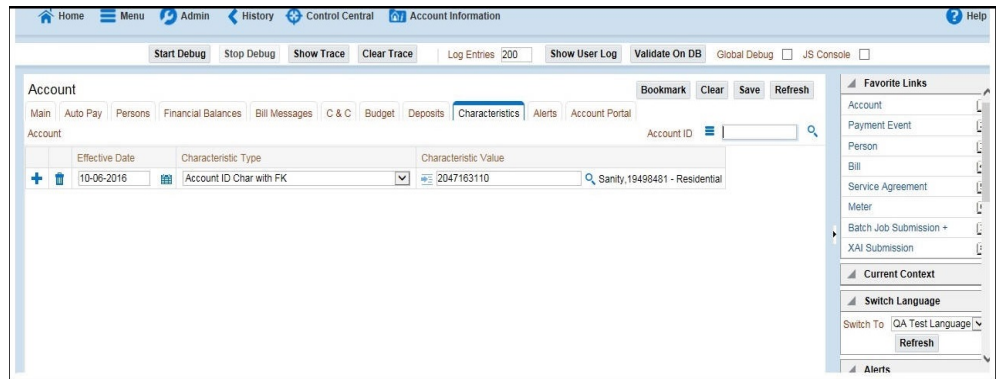 Home Menu Admin History Control Central Account Information Help
Start Debug Stop Debug Show Trace Clear Trace Log Entries 200 Show User Log Validate On DB Global Debug JS Console
Account Bookmark Clear Save Refresh
Main Auto Pay Persons Financial Balances Bill Messages C & C Budget Deposits Characteristics Alerts Account Portal
Account Account ID
Effective Date Characteristic Type Characteristic Value
10-06-2016 Account ID Char with FK 2047163110 Sanity,19498481 - Residential
Favorite Links
Account
Payment Event
Person
Bill
Service Agreement
Meter
Batch Job Submission +
XAI Submission
Current Context
Switch Language
Switch To QA Test Language
Refresh
Alerts